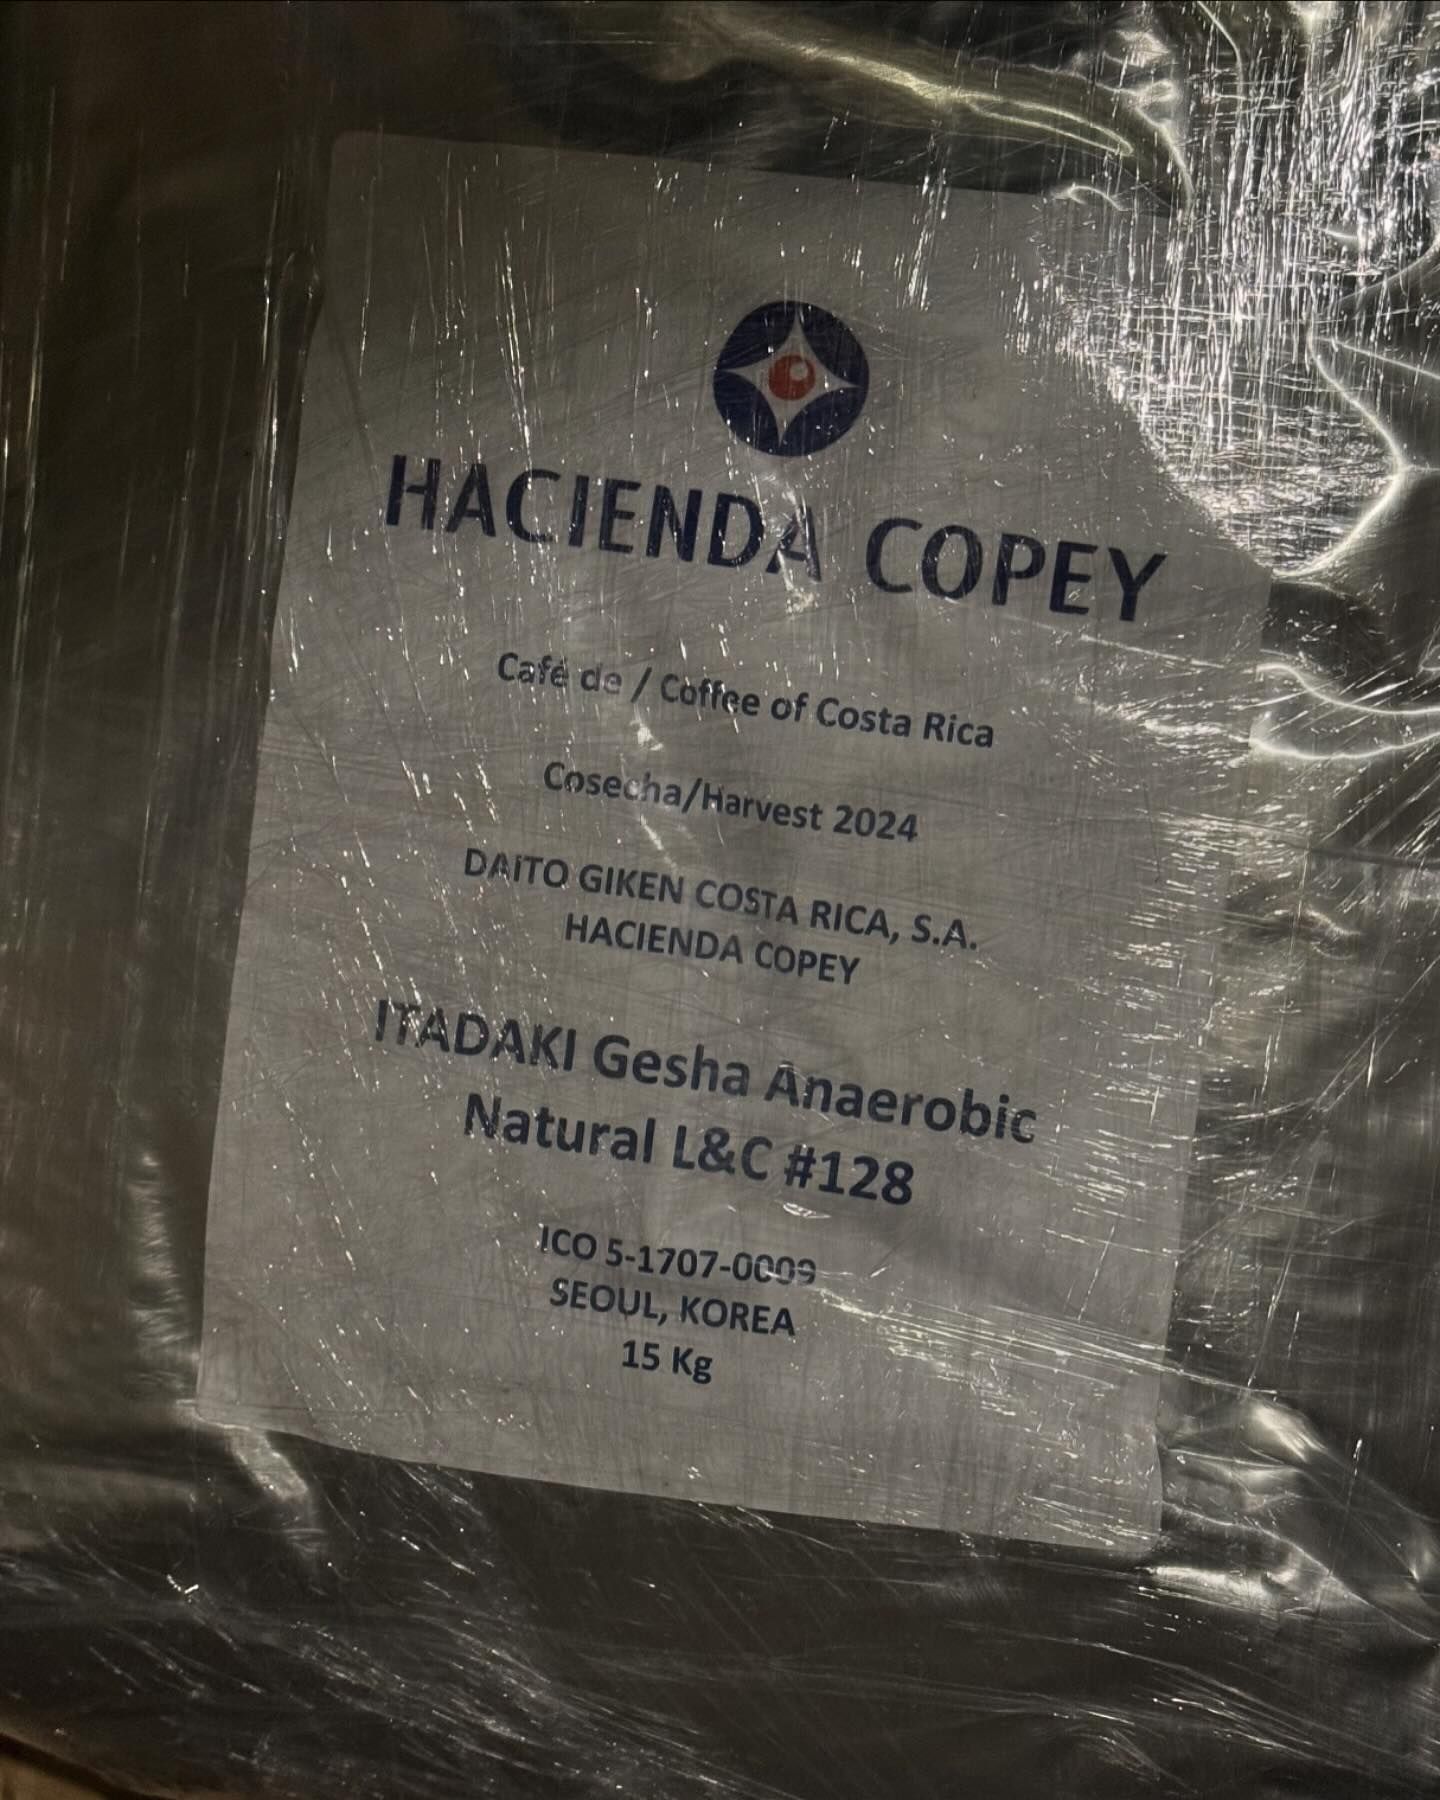 HACIENDA COPEY
Café de / Coffee of Costa Rica
Cosecha/Harvest 2024
DAITO GIKEN COSTA RICA, S.A.
HACIENDA COPEY
ITADAKI Gesha Anaerobic
Natural L&C #128
ICO 5-1707-0009
SEOUL, KOREA
15 Kg